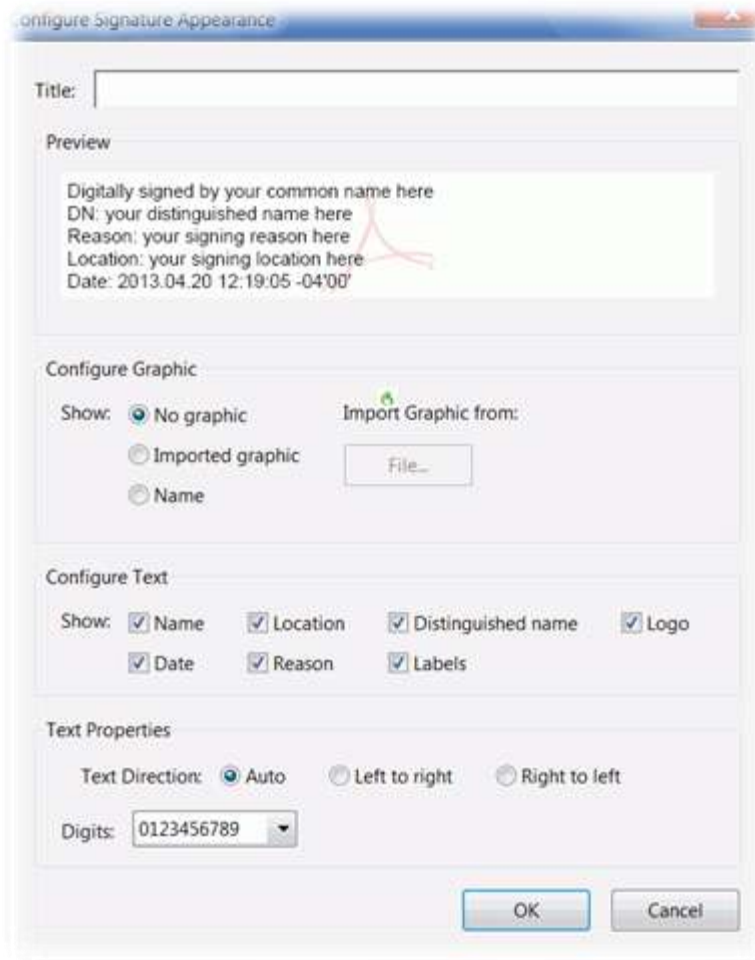 Configure Signature Appearance
Title:
Preview
Digitally signed by your common name here
DN: your distinguished name here
Reason: your signing reason here
Location: your signing location here
Date: 2013.04.20 12:19:05 -04'00'
Configure Graphic
Show: No graphic Import Graphic from:
Imported graphic File...
Name
Configure Text
Show: Name Location Distinguished name Logo
Date Reason Labels
Text Properties
Text Direction: Auto Left to right Right to left
Digits: 0123456789
OK Cancel